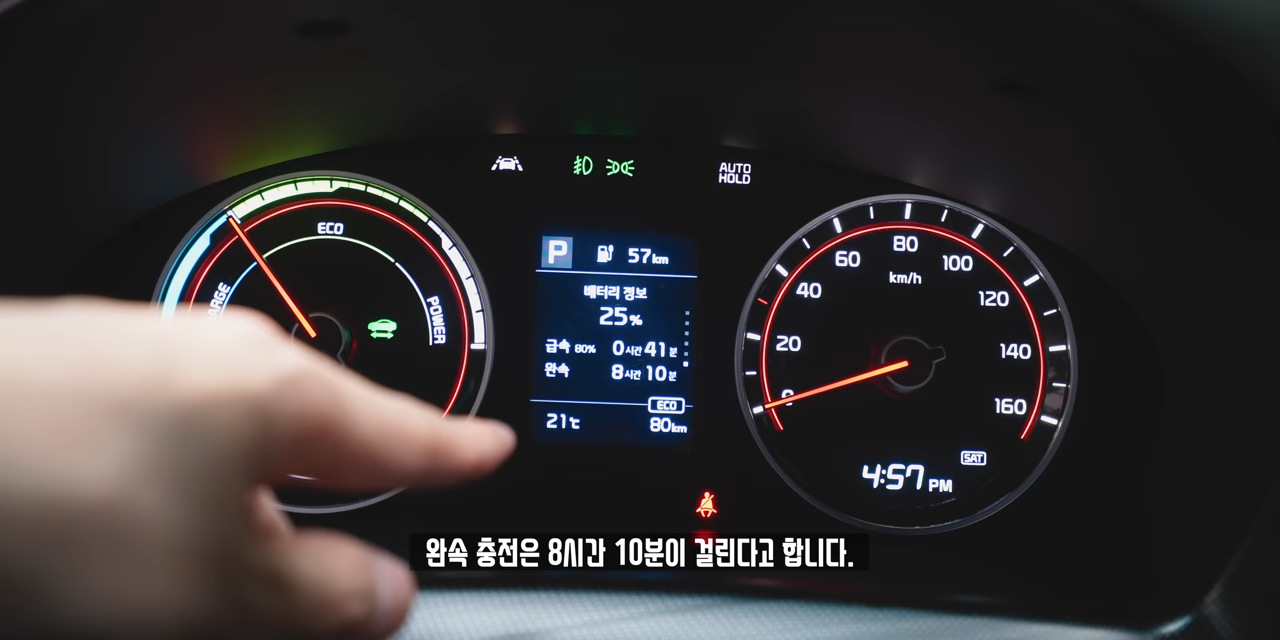 AUTO
HOLD
P 57km
배터리 정보
25%
급속 80% 0시간 41분
완속 8시간 10분
ECO
21℃ 80km
ECO
POWER
0
20
40
60
80
100
120
140
160
km/h
SAT
4:57 PM
완속 충전은 8시간 10분이 걸린다고 합니다.